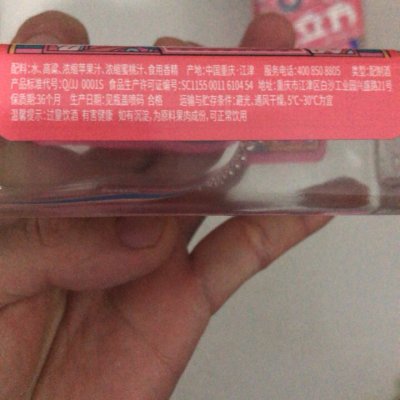 配料:水、高粱、浓缩苹果汁、浓缩蜜桃汁、食用香精 产地:中国重庆·江津 服务电话:400 850 8805 类型:配制酒
产品标准代号:Q/JJ 0001S 食品生产许可证编号:SC1155 0011 6104 54 地址:重庆市江津区白沙工业园兴盛路21号
保质期:36个月 生产日期:见瓶盖喷码 合格 运输与贮存条件:避光、通风干燥、5℃~30℃为宜
温馨提示:过量饮酒 有害健康 如有沉淀,为原料果肉成份,可正常饮用